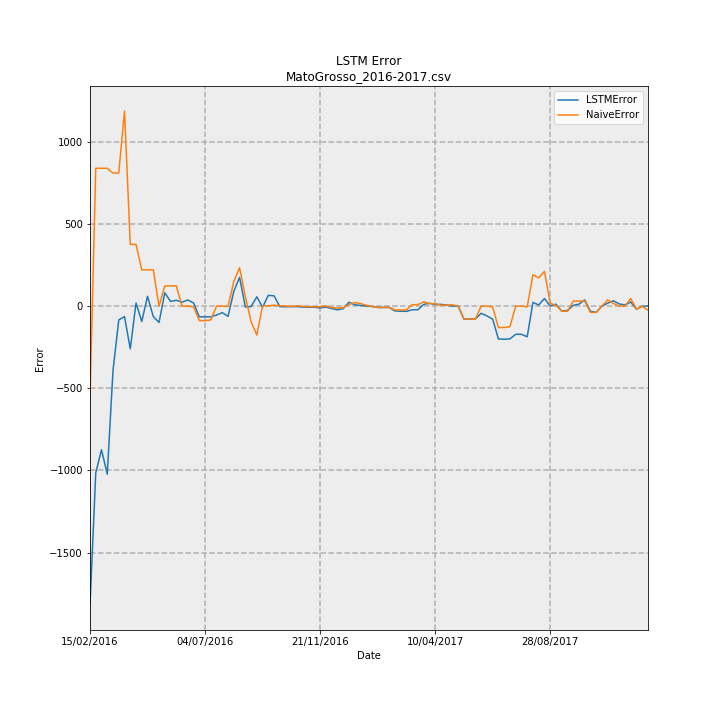 LSTM Error
MatoGrosso_2016-2017.csv
LSTMError
NaiveError
1000
500
0
−500
−1000
−1500
Error
15/02/2016 04/07/2016 21/11/2016 10/04/2017 28/08/2017
Date